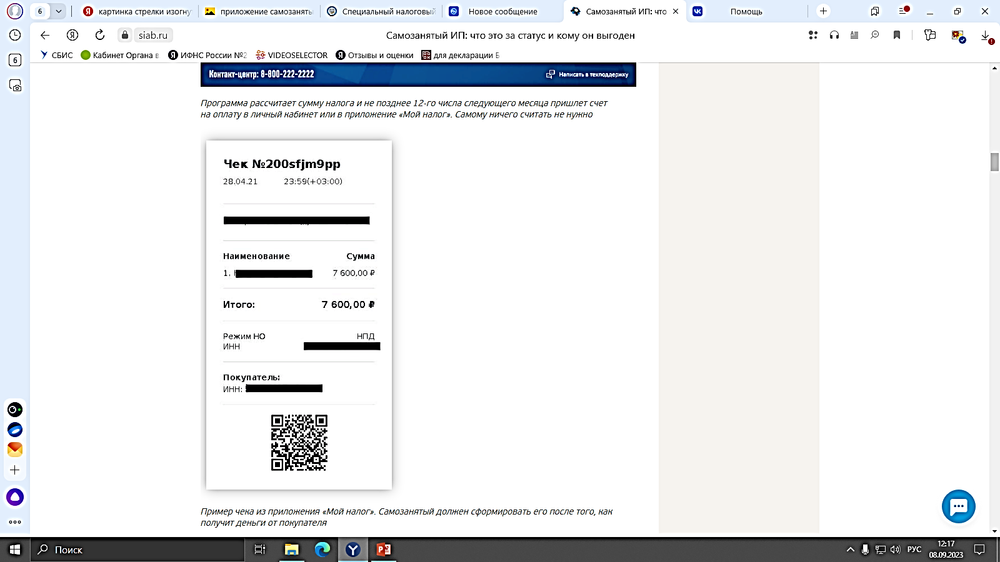 6
картинка стрелки изогну
приложение самозаняты
Специальный налоговый
Новое сообщение
Самозанятый ИП: что
Помощь
siab.ru
Самозанятый ИП: что это за статус и кому он выгоден
СБИС
Кабинет Органа в
ИФНС России №2
VIDEOSELECTOR
Отзывы и оценки
для декларации Б
6
Контакт-центр: 8-800-222-2222
Написать в техподдержку
Программа рассчитает сумму налога и не позднее 12-го числа следующего месяца пришлет счет
на оплату в личный кабинет или в приложение «Мой налог». Самому ничего считать не нужно
Чек №200sfjm9pp
28.04.21 23:59(+03:00)
Наименование Сумма
1. 7 600,00 ₽
Итого: 7 600,00 ₽
Режим НО НПД
ИНН
Покупатель:
ИНН:
Пример чека из приложения «Мой налог». Самозанятый должен сформировать его после того, как
получит деньги от покупателя
Поиск
РУС
12:17
08.09.2023